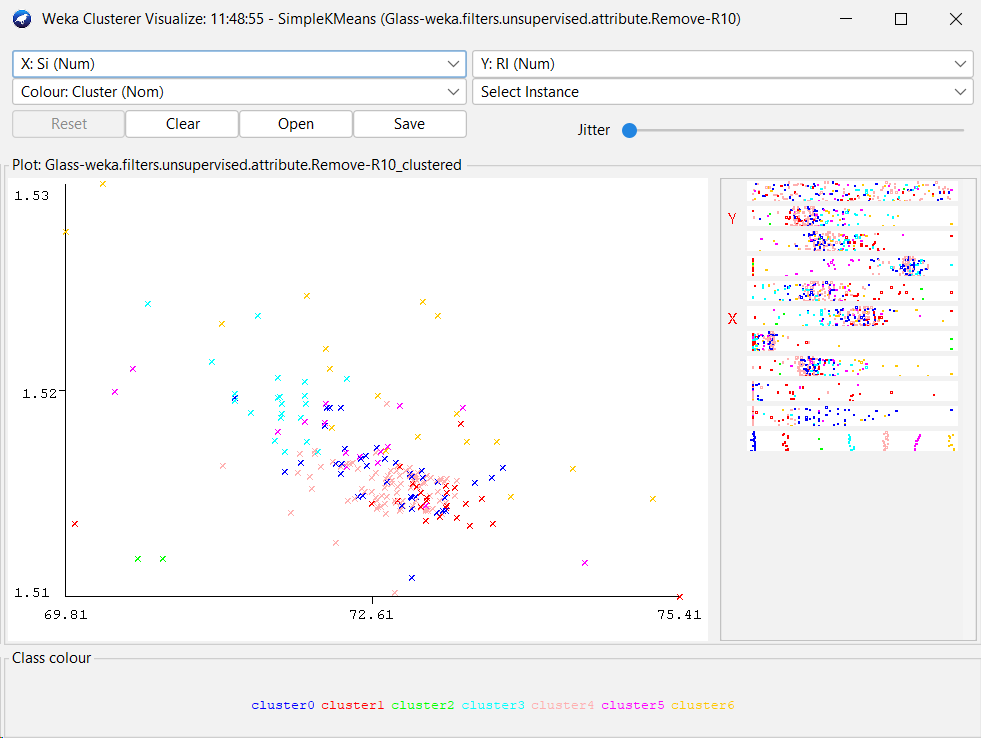 Weka Clusterer Visualize: 11:48:55 - SimpleKMeans (Glass-weka.filters.unsupervised.attribute.Remove-R10)
X: Si (Num) Y: RI (Num)
Colour: Cluster (Nom) Select Instance
Reset Clear Open Save Jitter
Plot: Glass-weka.filters.unsupervised.attribute.Remove-R10_clustered
1.53
Y
X
1.52
1.51
69.81 72.61 75.41
Class colour
cluster0 cluster1 cluster2 cluster3 cluster4 cluster5 cluster6